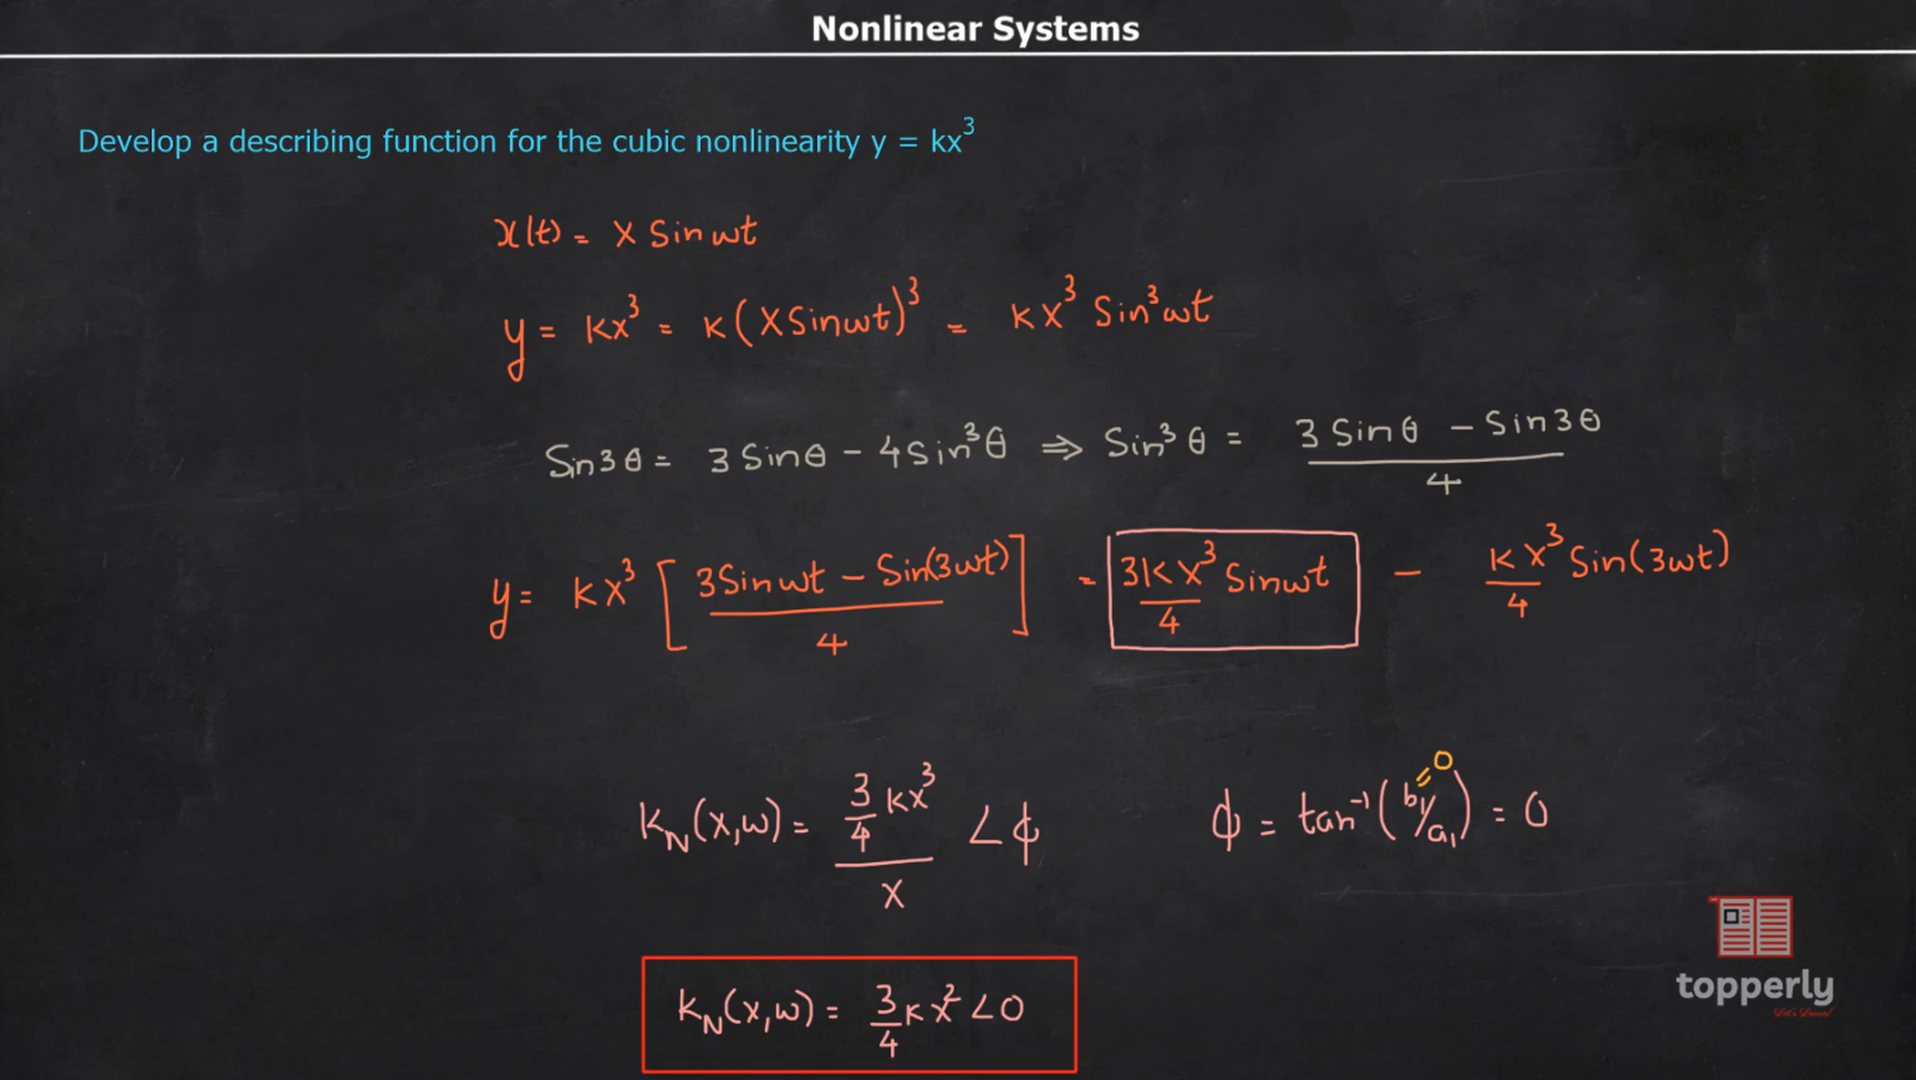 Nonlinear Systems
Develop a describing function for the cubic nonlinearity y = kx³
x(t) = X Sin ωt
y = kx³ = K(X Sinωt)³ = KX³ Sin³ωt
Sin3θ = 3 Sinθ − 4Sin³θ ⇒ Sin³θ = (3 Sinθ − Sin3θ)/4
y = KX³ [(3Sinωt − Sin(3ωt))/4] = 3KX³/4 Sinωt − KX³/4 Sin(3ωt)
K_N(X,ω) = (3/4 KX³)/X ∠ϕ ϕ = tan⁻¹(b₁/a₁) = 0
=0
K_N(X,ω) = 3/4 KX² ∠0
topperly
Let's Learn!